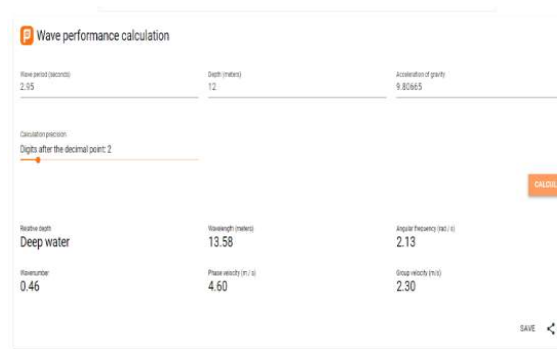 Wave performance calculation
Wave period (seconds) Depth (meters) Acceleration of gravity
2.95 12 9.80665
Calculation precision
Digits after the decimal point: 2
CALCUL
Relative depth Wavelength (meters) Angular frequency (rad / s)
Deep water 13.58 2.13
Wavenumber Phase velocity (m / s) Group velocity (m/s)
0.46 4.60 2.30
SAVE